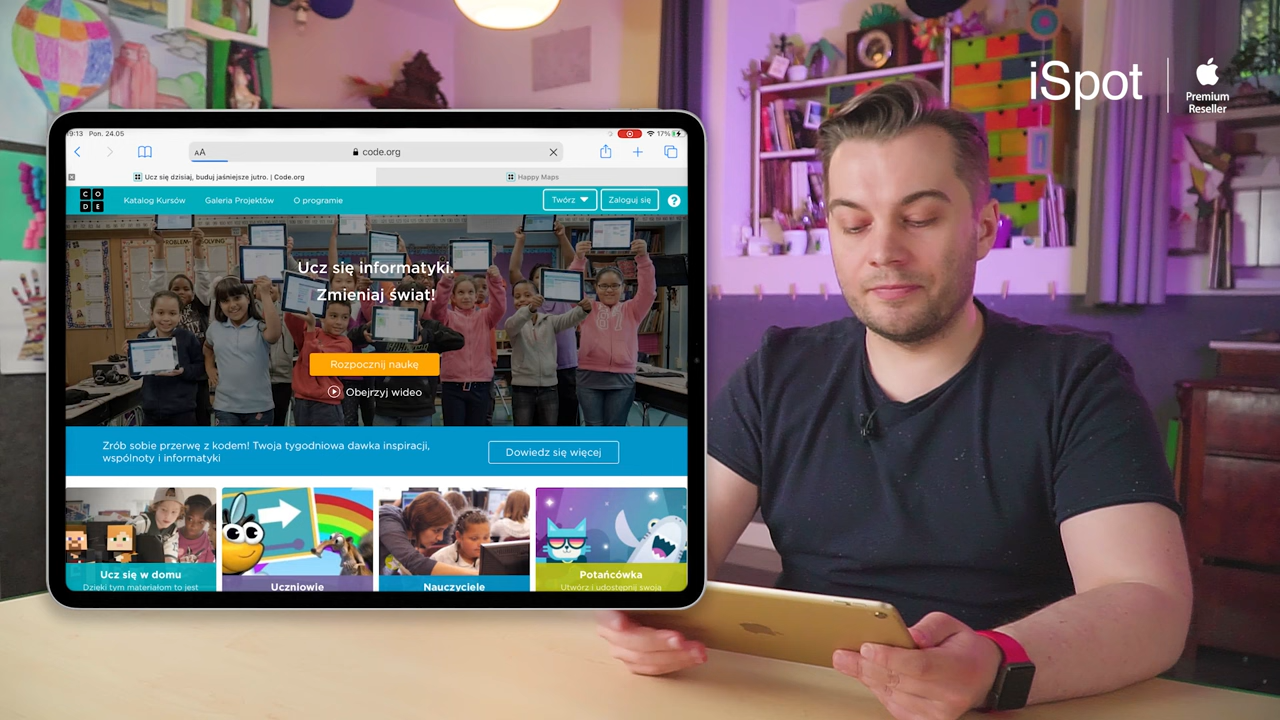 iSpot
Premium
Reseller
9:13 Pon. 24.05
17%
AA
code.org
Ucz się dzisiaj, buduj jaśniejsze jutro. | Code.org
Happy Maps
C O
D E
Katalog Kursów
Galeria Projektów
O programie
Twórz
Zaloguj się
?
Ucz się informatyki.
Zmieniaj świat!
Rozpocznij naukę
Obejrzyj wideo
Zrób sobie przerwę z kodem! Twoja tygodniowa dawka inspiracji,
wspólnoty i informatyki
Dowiedz się więcej
Ucz się w domu
Dzięki tym materiałom to jest
Uczniowie
Nauczyciele
Potańcówka
Utwórz i udostępnij swoją